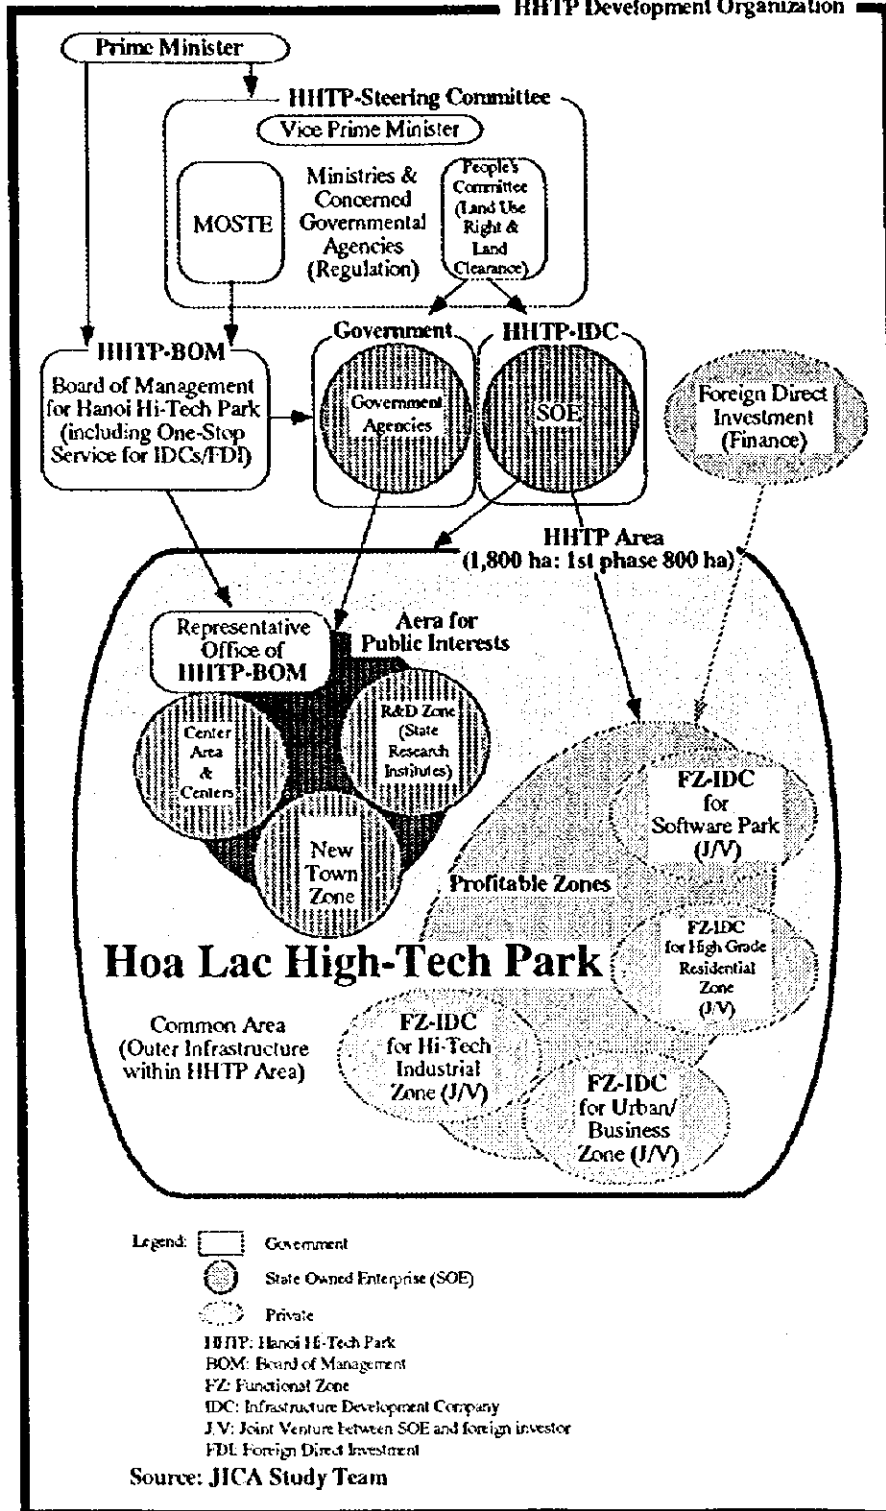 HHTP Development Organization
Prime Minister
HHTP-Steering Committee
Vice Prime Minister
MOSTE
Ministries &
Concerned
Governmental
Agencies
(Regulation)
People's
Committee
(Land Use
Right &
Land
Clearance)
HHTP-BOM
Board of Management
for Hanoi Hi-Tech Park
(including One-Stop
Service for IDCs/FDI)
Government
Government
Agencies
HHTP-IDC
SOE
Foreign Direct
Investment
(Finance)
HHTP Area
(1,800 ha: 1st phase 800 ha)
Representative
Office of
HHTP-BOM
Aera for
Public Interests
Center
Area
&
Centers
R&D Zone
(State
Research
Institutes)
New
Town
Zone
FZ-IDC
for
Software Park
(J/V)
Profitable Zones
FZ-IDC
for High Grade
Residential
Zone
(J/V)
Hoa Lac High-Tech Park
Common Area
(Outer Infrastructure
within HHTP Area)
FZ-IDC
for Hi-Tech
Industrial
Zone (J/V)
FZ-IDC
for Urban/
Business
Zone (J/V)
Legend:
Government
State Owned Enterprise (SOE)
Private
HHTP: Hanoi Hi-Tech Park
BOM: Board of Management
FZ: Functional Zone
IDC: Infrastructure Development Company
J.V: Joint Venture between SOE and foreign investor
FDI: Foreign Direct Investment
Source: JICA Study Team